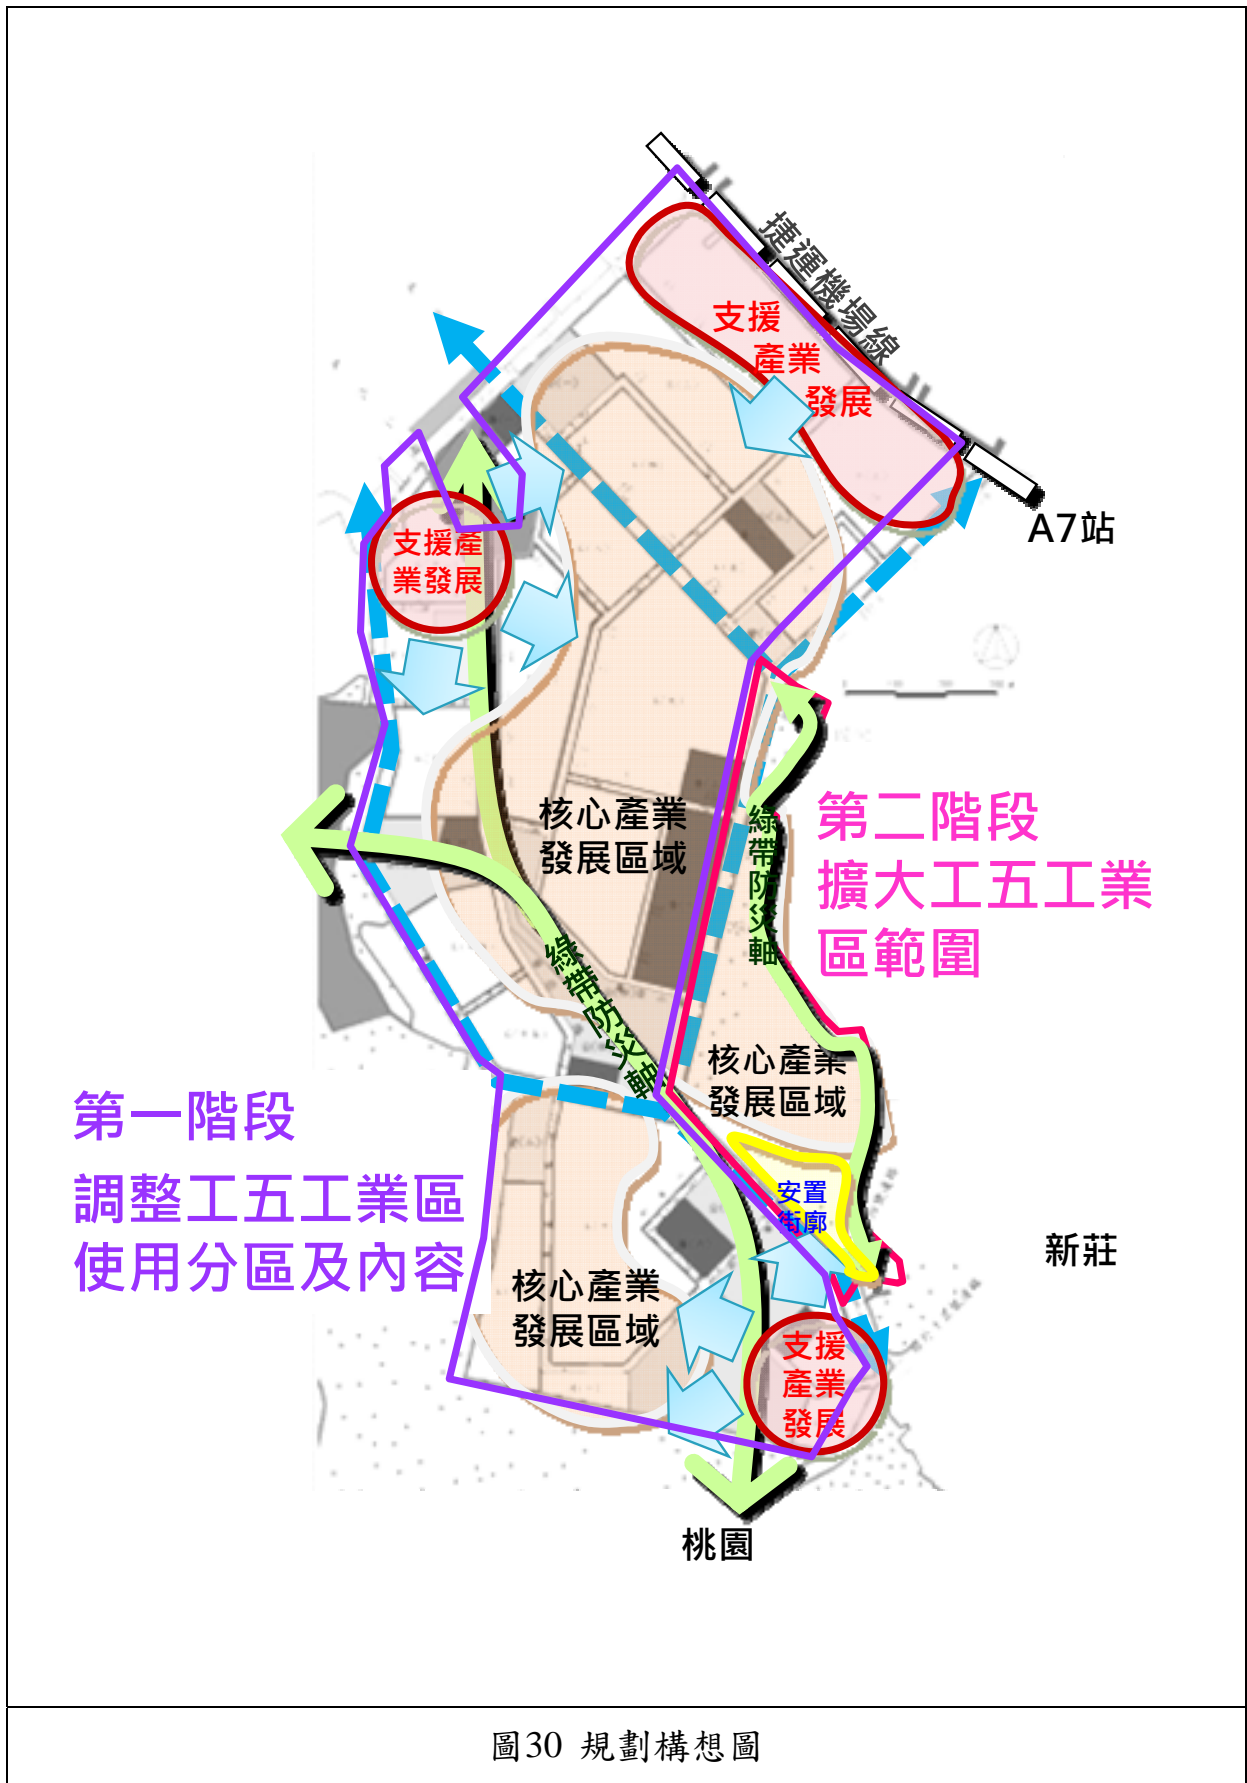 捷運機場線
支援
產業
發展
A7站
支援產
業發展
核心產業
發展區域
綠帶防災軸
第二階段
擴大工五工業
區範圍
綠帶防災軸
核心產業
發展區域
第一階段
調整工五工業區
使用分區及內容
安置
街廓
新莊
核心產業
發展區域
支援
產業
發展
桃園
圖30 規劃構想圖